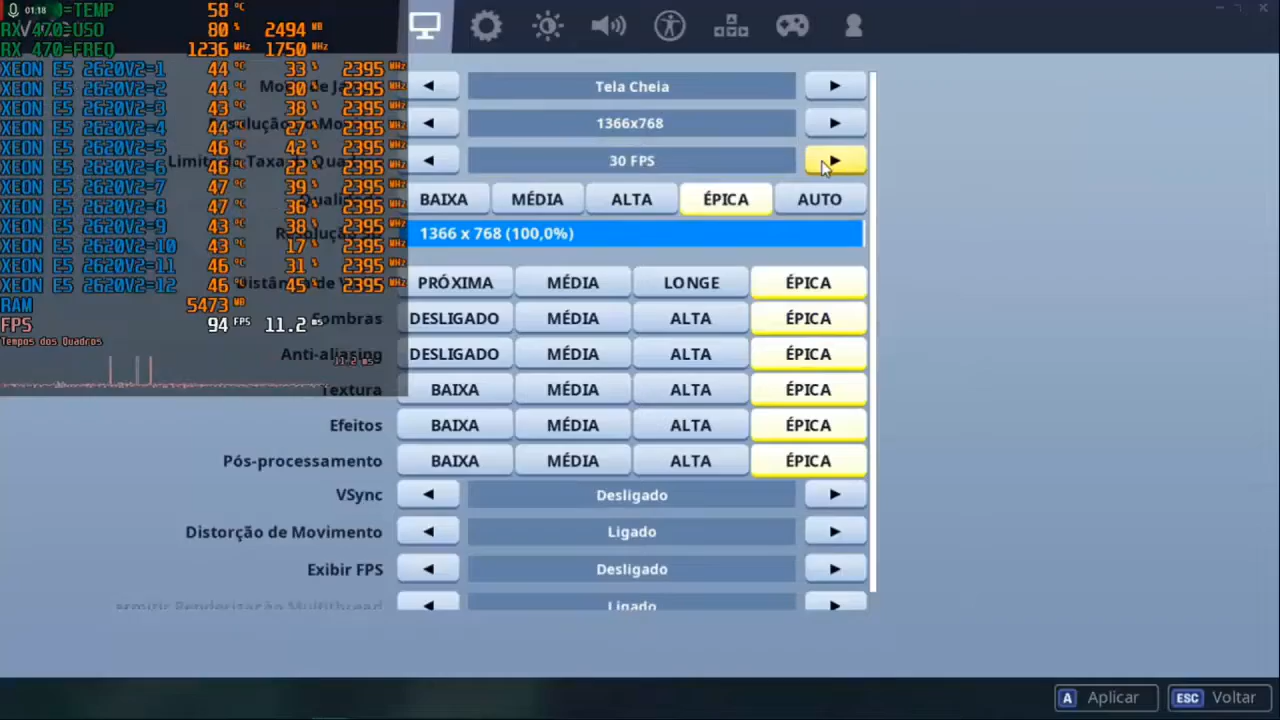 01:18 =TEMP 58 °C
RX 470=USO 80 % 2494 MB
RX 470=FREQ 1236 MHz 1750 MHz
XEON E5 2620V2=1 44 °C 33 % 2395 MHz
XEON E5 2620V2=2 44 °C 30 % 2395 MHz
XEON E5 2620V2=3 43 °C 38 % 2395 MHz
XEON E5 2620V2=4 44 °C 27 % 2395 MHz
XEON E5 2620V2=5 46 °C 42 % 2395 MHz
XEON E5 2620V2=6 46 °C 22 % 2395 MHz
XEON E5 2620V2=7 47 °C 39 % 2395 MHz
XEON E5 2620V2=8 47 °C 36 % 2395 MHz
XEON E5 2620V2=9 43 °C 38 % 2395 MHz
XEON E5 2620V2=10 43 °C 17 % 2395 MHz
XEON E5 2620V2=11 46 °C 31 % 2395 MHz
XEON E5 2620V2=12 46 °C 45 % 2395 MHz
RAM 5473 MB
FPS 94 FPS 11.2 ms
Tempos dos Quadros
11.2 ms
Tela Cheia
1366x768
30 FPS
BAIXA MÉDIA ALTA ÉPICA AUTO
1366 x 768 (100,0%)
PRÓXIMA MÉDIA LONGE ÉPICA
Sombras DESLIGADO MÉDIA ALTA ÉPICA
Anti-aliasing DESLIGADO MÉDIA ALTA ÉPICA
Textura BAIXA MÉDIA ALTA ÉPICA
Efeitos BAIXA MÉDIA ALTA ÉPICA
Pós-processamento BAIXA MÉDIA ALTA ÉPICA
VSync Desligado
Distorção de Movimento Ligado
Exibir FPS Desligado
Ligado
A Aplicar ESC Voltar